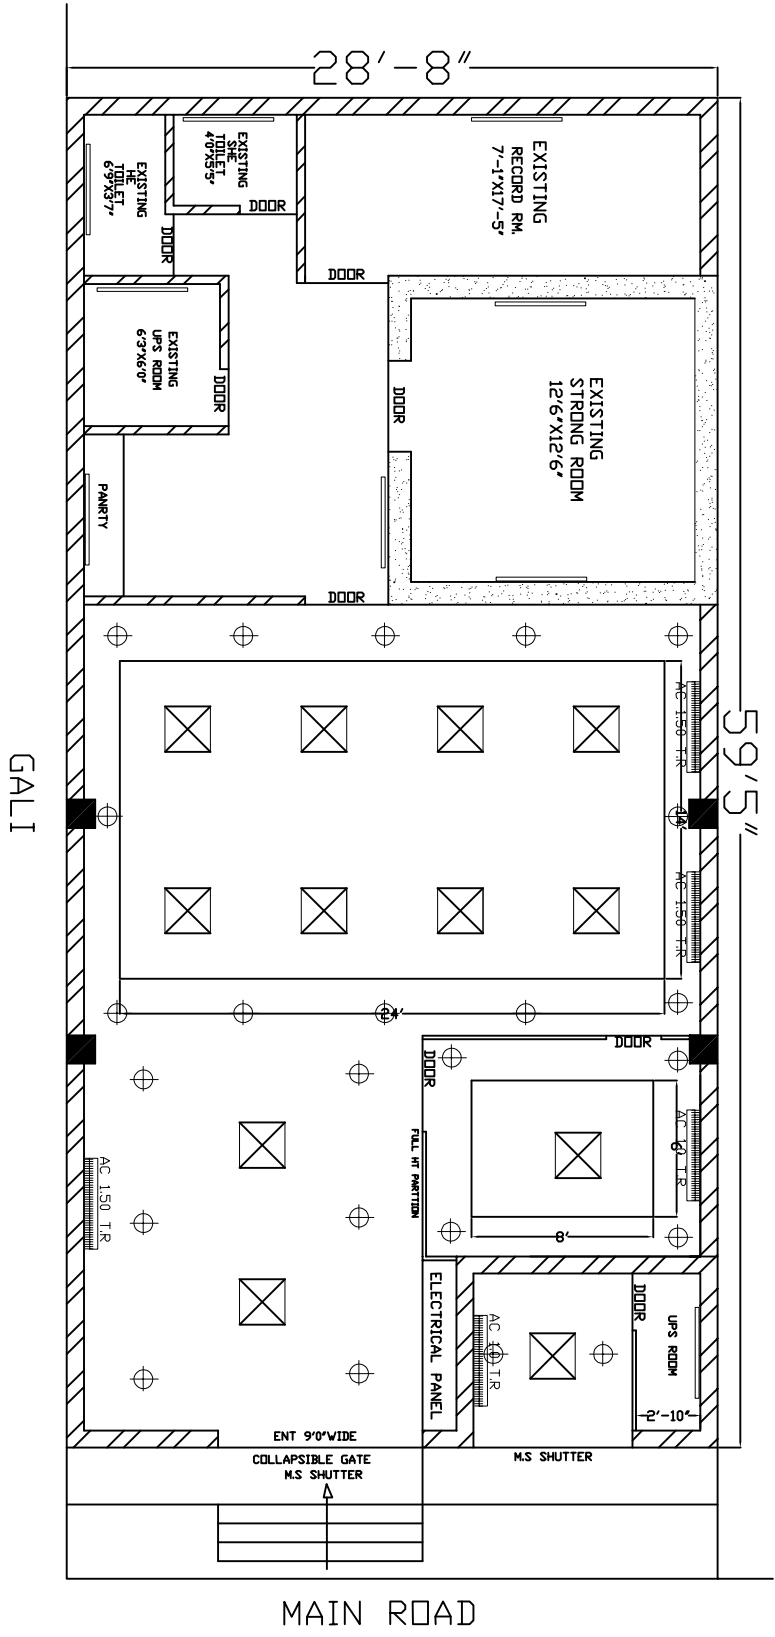 28'-8"
EXISTING
SHE
TOILET
4'0"X5'5"
EXISTING
HE
TOILET
6'9"X3'7"
DOOR
DOOR
EXISTING
RECORD RM.
7'-1"X17'-5"
DOOR
EXISTING
UPS ROOM
6'3"X6'0"
DOOR
DOOR
EXISTING
STRONG ROOM
12'6"X12'6"
PANRTY
DOOR
AC 1.50 T.R
59'5"
GALI
14'
AC 1.50 T.R
24'
DOOR
DOOR
FULL HT PARTTION
AC 1.0 T.R
6'
8'
AC 1.50 T.R
ELECTRICAL PANEL
AC 1.0 T.R
DOOR
UPS ROOM
2'-10"
ENT 9'0"WIDE
COLLAPSIBLE GATE
M.S SHUTTER
M.S SHUTTER
MAIN ROAD